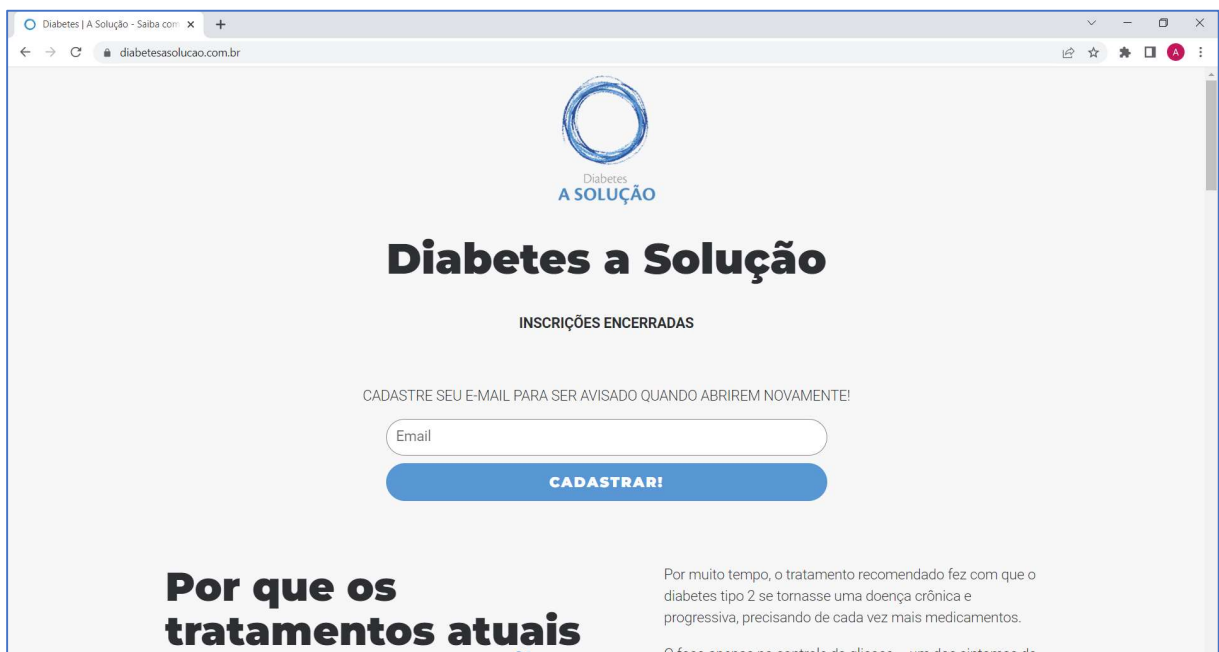 Diabetes | A Solução - Saiba com
diabetesasolucao.com.br
A
Diabetes
A SOLUÇÃO
Diabetes a Solução
INSCRIÇÕES ENCERRADAS
CADASTRE SEU E-MAIL PARA SER AVISADO QUANDO ABRIREM NOVAMENTE!
Email
CADASTRAR!
Por que os
tratamentos atuais
Por muito tempo, o tratamento recomendado fez com que o
diabetes tipo 2 se tornasse uma doença crônica e
progressiva, precisando de cada vez mais medicamentos.